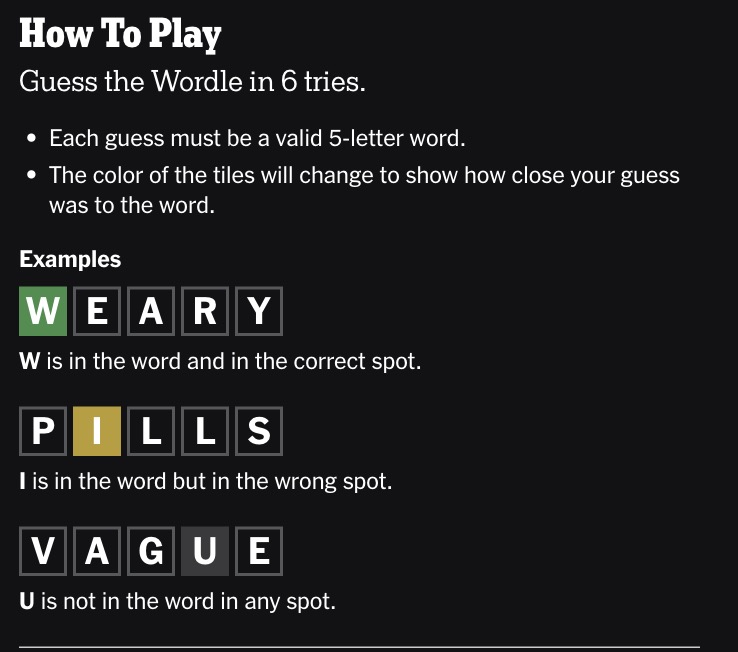 How To Play
Guess the Wordle in 6 tries.
• Each guess must be a valid 5-letter word.
• The color of the tiles will change to show how close your guess
was to the word.
Examples
W E A R Y
W is in the word and in the correct spot.
P I L L S
I is in the word but in the wrong spot.
V A G U E
U is not in the word in any spot.